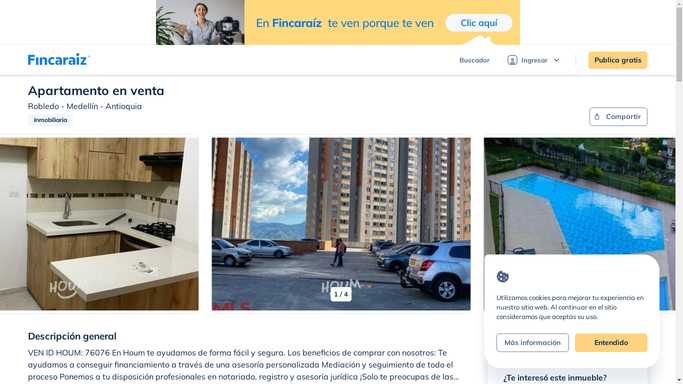 En Fincaraíz te ven porque te ven
Clic aquí
Fincaraíz
Buscador
Ingresar
Publica gratis
Apartamento en venta
Robledo - Medellín - Antioquia
Inmobiliaria
Compartir
HOUM
HOUM
MLS
1 / 4
Utilizamos cookies para mejorar tu experiencia en
nuestro sitio web. Al continuar en el sitio
consideramos que aceptas su uso.
Más información
Entendido
Descripción general
VEN ID HOUM: 76076 En Houm te ayudamos de forma fácil y segura. Los beneficios de comprar con nosotros: Te
ayudamos a conseguir financiamiento a través de una asesoría personalizada Mediación y seguimiento de todo el
proceso Ponemos a tu disposición profesionales en notariado, registro y asesoría jurídica ¡Solo te preocupas de las...
¿Te interesó este inmueble?